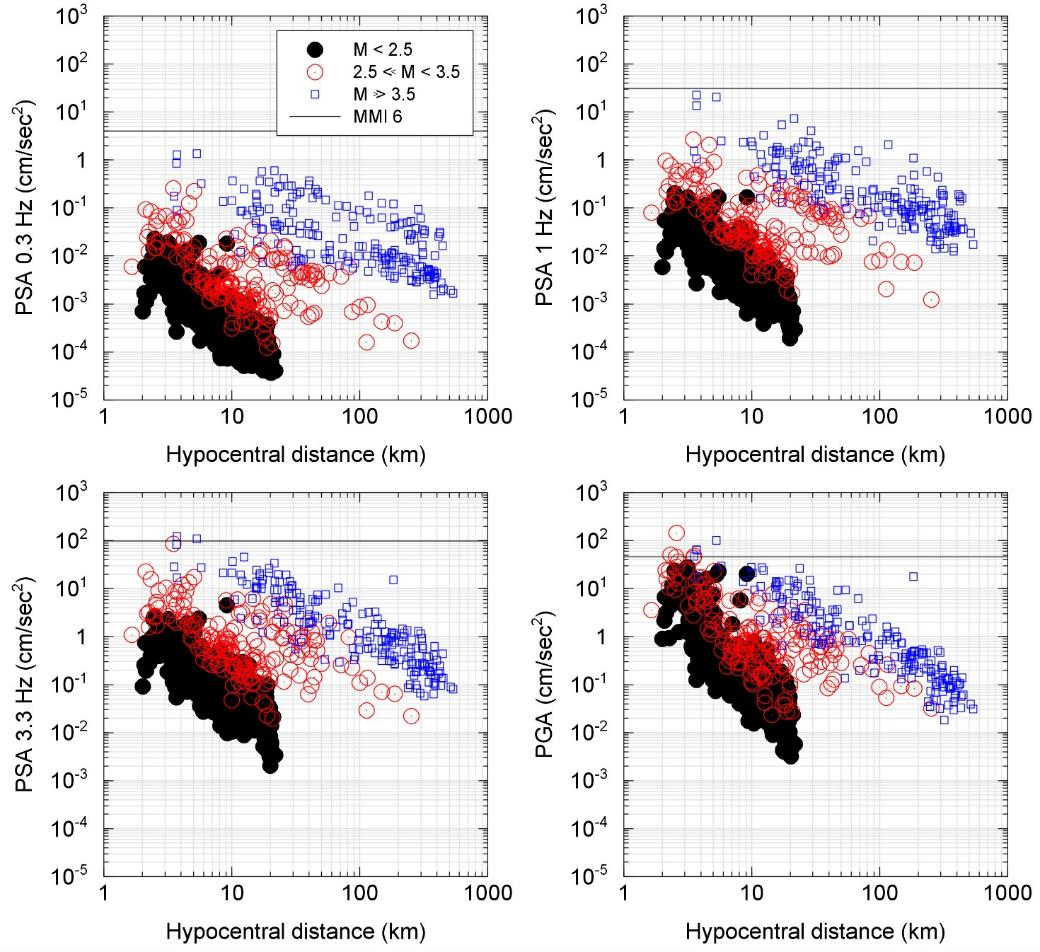 10³
10²
10
1
10⁻¹
10⁻²
10⁻³
10⁻⁴
10⁻⁵
PSA 0.3 Hz (cm/sec²)
M < 2.5
2.5 < M < 3.5
M > 3.5
MMI 6
1 10 100 1000
Hypocentral distance (km)
10³
10²
10¹
1
10⁻¹
10⁻²
10⁻³
10⁻⁴
10⁻⁵
PSA 1 Hz (cm/sec²)
1 10 100 1000
Hypocentral distance (km)
10³
10²
10¹
1
10⁻¹
10⁻²
10⁻³
10⁻⁴
10⁻⁵
PSA 3.3 Hz (cm/sec²)
1 10 100 1000
Hypocentral distance (km)
10³
10²
10¹
1
10⁻¹
10⁻²
10⁻³
10⁻⁴
10⁻⁵
PGA (cm/sec²)
1 10 100 1000
Hypocentral distance (km)